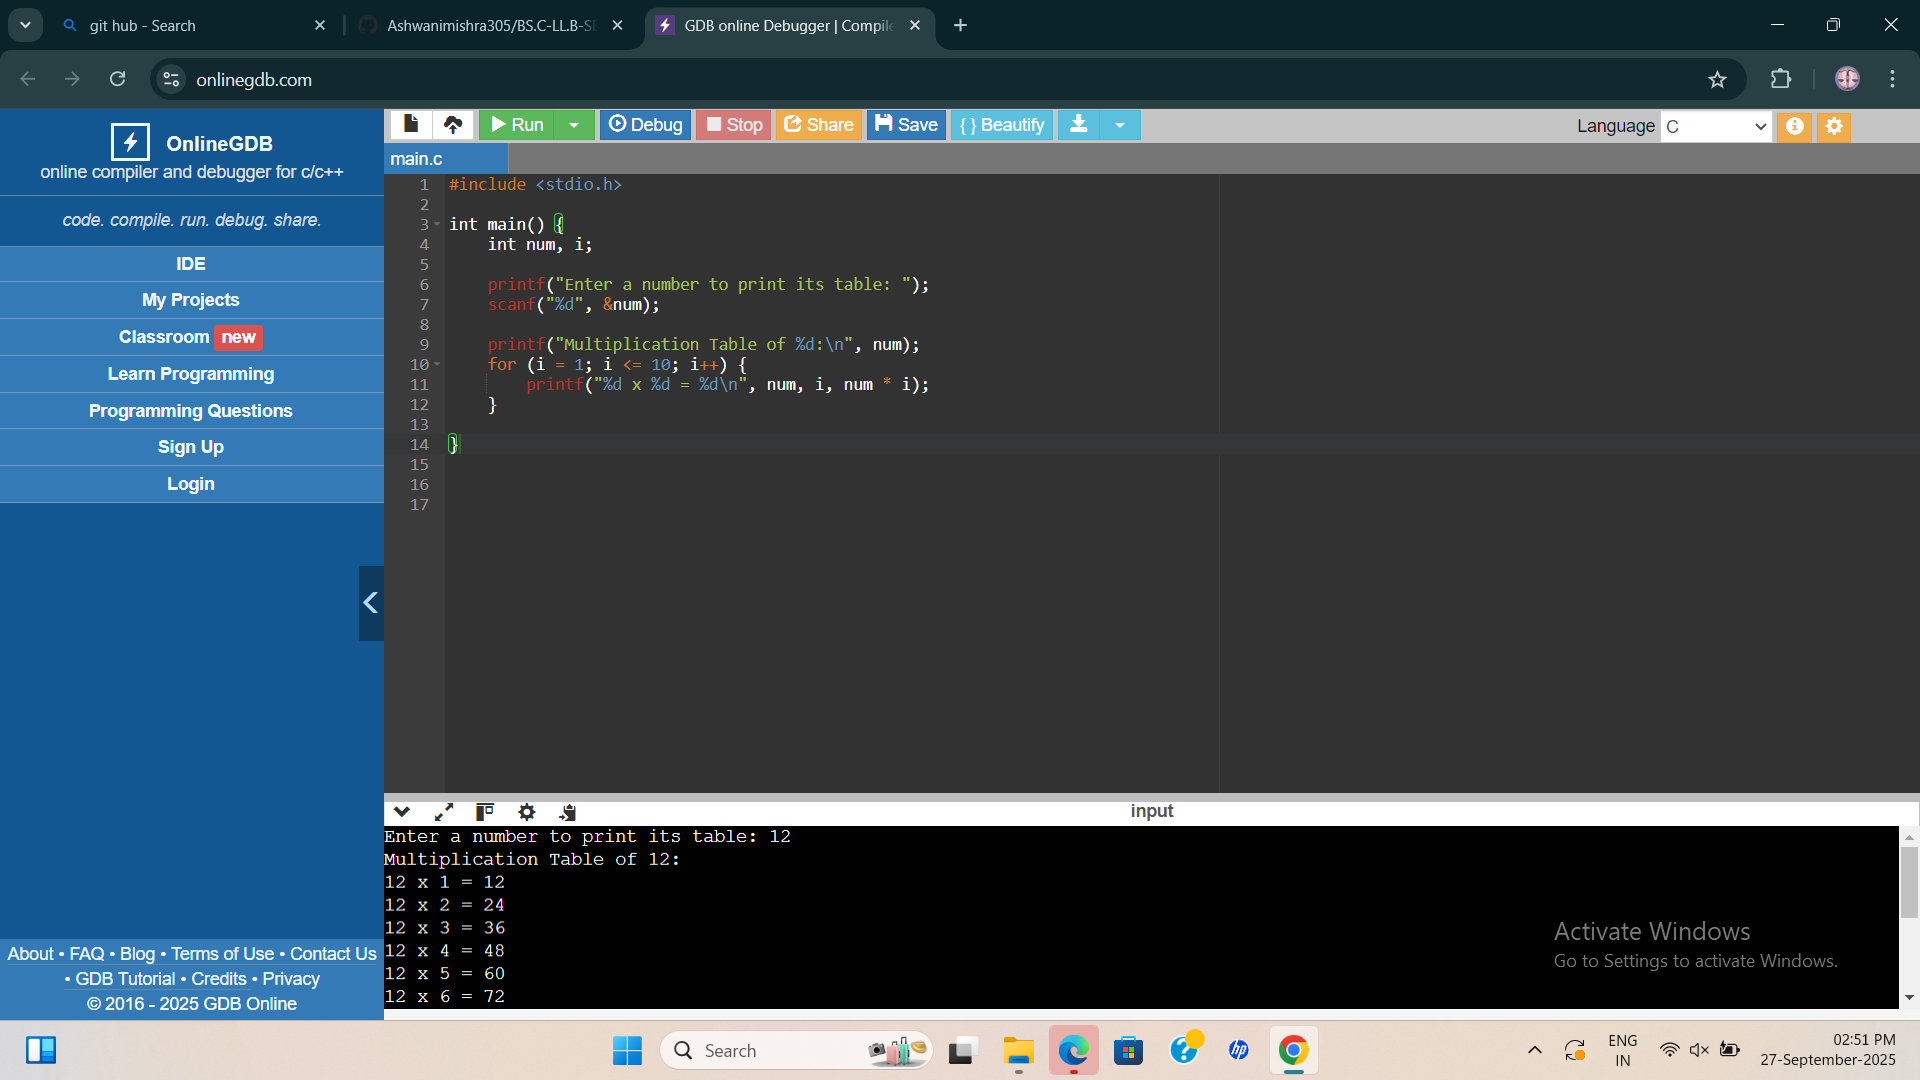 git hub - Search
Ashwanimishra305/BS.C-LL.B-S
GDB online Debugger | Compile
onlinegdb.com
OnlineGDB
online compiler and debugger for c/c++
code. compile. run. debug. share.
IDE
My Projects
Classroom new
Learn Programming
Programming Questions
Sign Up
Login
About • FAQ • Blog • Terms of Use • Contact Us
• GDB Tutorial • Credits • Privacy
© 2016 - 2025 GDB Online
Run Debug Stop Share Save { } Beautify
Language C
main.c
1 #include <stdio.h>
2
3 int main() {
4 int num, i;
5
6 printf("Enter a number to print its table: ");
7 scanf("%d", &num);
8
9 printf("Multiplication Table of %d:\n", num);
10 for (i = 1; i <= 10; i++) {
11 printf("%d x %d = %d\n", num, i, num * i);
12 }
13
14 }
15
16
17
input
Enter a number to print its table: 12
Multiplication Table of 12:
12 x 1 = 12
12 x 2 = 24
12 x 3 = 36
12 x 4 = 48
12 x 5 = 60
12 x 6 = 72
Activate Windows
Go to Settings to activate Windows.
Search
hp
ENG
IN
02:51 PM
27-September-2025